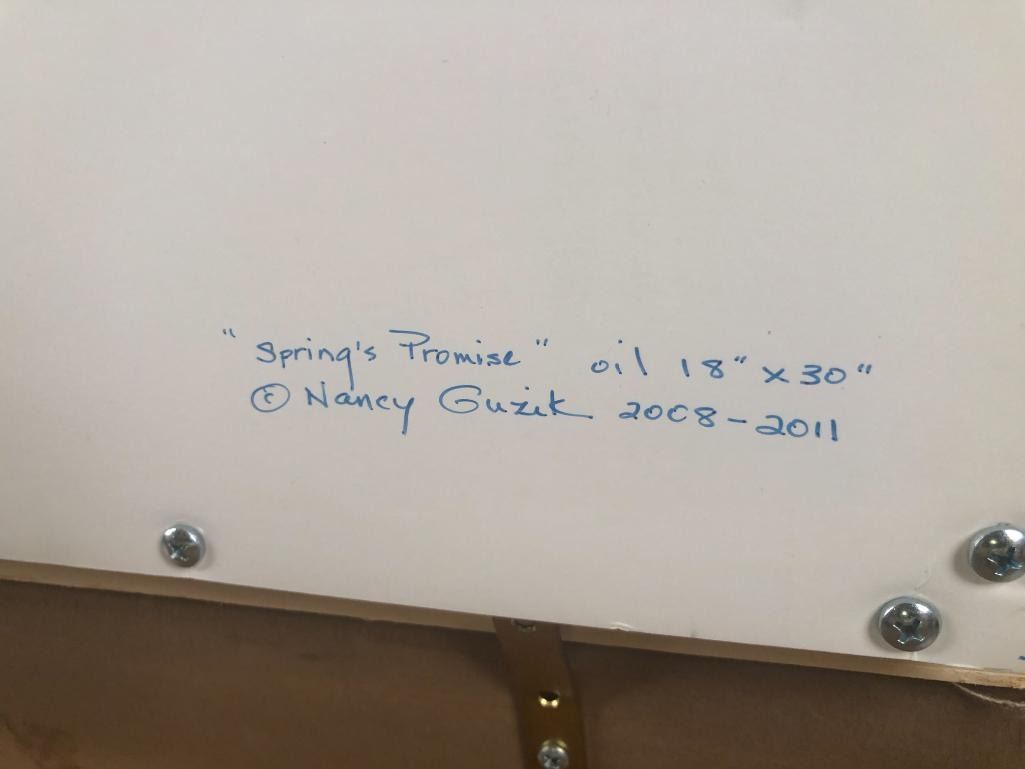 "Spring's Promise" oil 18" x 30"
© Nancy Guzik 2008-2011